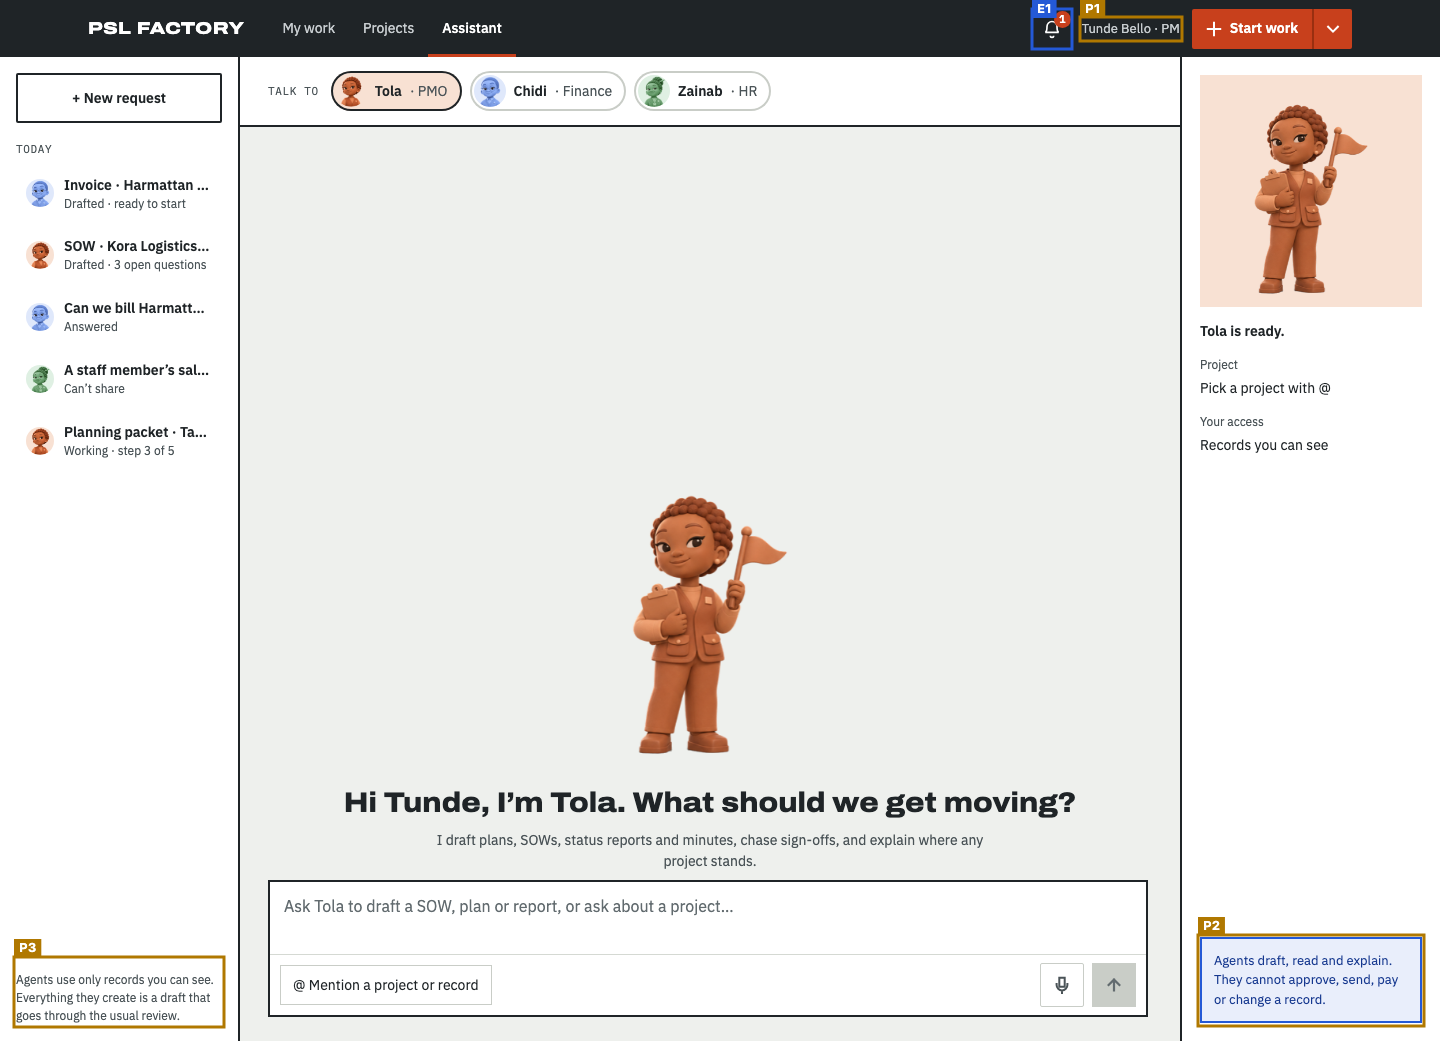 PSL FACTORY
My work
Projects
Assistant
E1
1
P1
Tunde Bello · PM
Start work
+ New request
TODAY
Invoice · Harmattan ...
Drafted · ready to start
SOW · Kora Logistics...
Drafted · 3 open questions
Can we bill Harmatt...
Answered
A staff member’s sal...
Can’t share
Planning packet · Ta...
Working · step 3 of 5
P3
Agents use only records you can see.
Everything they create is a draft that
goes through the usual review.
TALK TO
Tola · PMO
Chidi · Finance
Zainab · HR
Hi Tunde, I’m Tola. What should we get moving?
I draft plans, SOWs, status reports and minutes, chase sign-offs, and explain where any
project stands.
Ask Tola to draft a SOW, plan or report, or ask about a project...
@ Mention a project or record
Tola is ready.
Project
Pick a project with @
Your access
Records you can see
P2
Agents draft, read and explain.
They cannot approve, send, pay
or change a record.